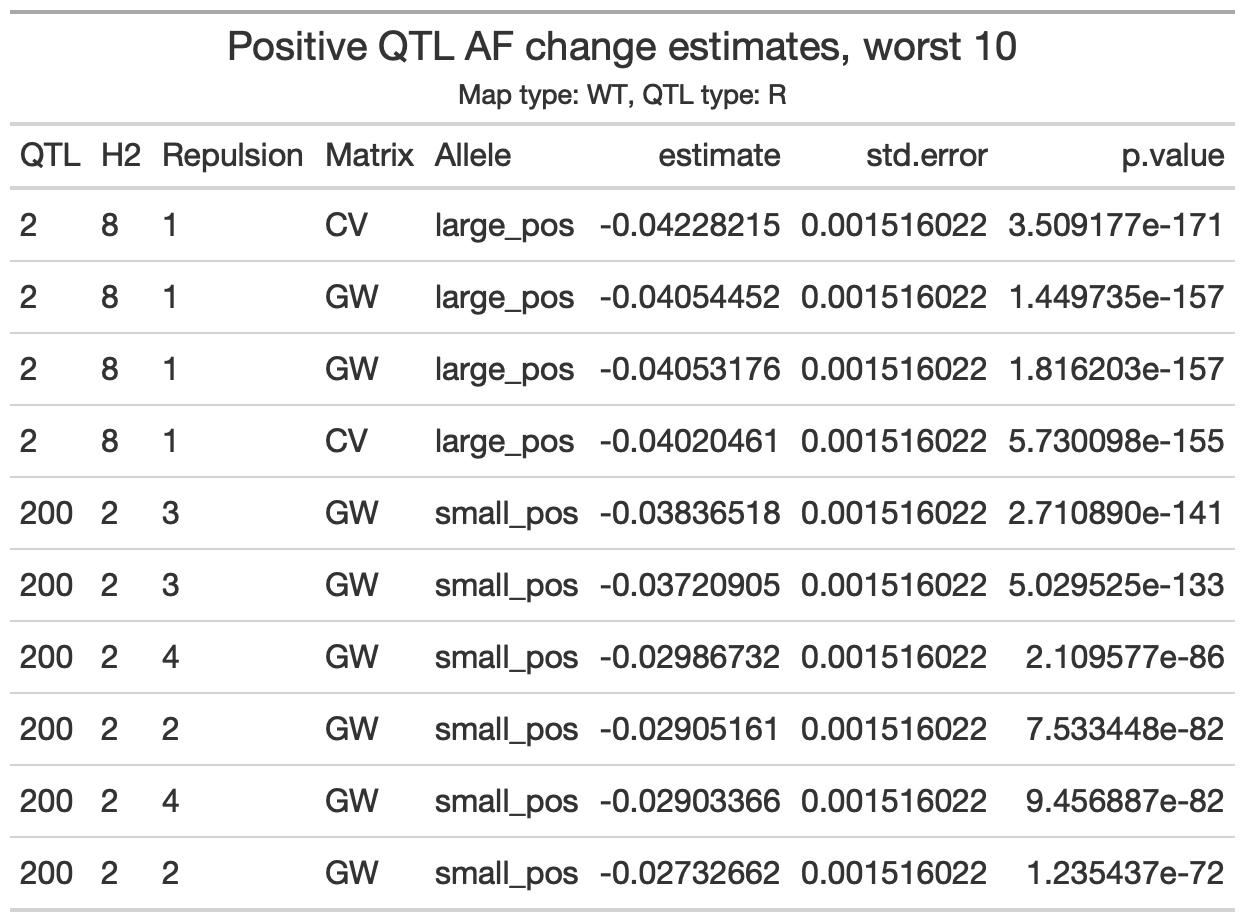 Positive QTL AF change estimates, worst 10
Map type: WT, QTL type: R
QTL H2 Repulsion Matrix Allele estimate std.error p.value
2 8 1 CV large_pos -0.04228215 0.001516022 3.509177e-171
2 8 1 GW large_pos -0.04054452 0.001516022 1.449735e-157
2 8 1 GW large_pos -0.04053176 0.001516022 1.816203e-157
2 8 1 CV large_pos -0.04020461 0.001516022 5.730098e-155
200 2 3 GW small_pos -0.03836518 0.001516022 2.710890e-141
200 2 3 GW small_pos -0.03720905 0.001516022 5.029525e-133
200 2 4 GW small_pos -0.02986732 0.001516022 2.109577e-86
200 2 2 GW small_pos -0.02905161 0.001516022 7.533448e-82
200 2 4 GW small_pos -0.02903366 0.001516022 9.456887e-82
200 2 2 GW small_pos -0.02732662 0.001516022 1.235437e-72